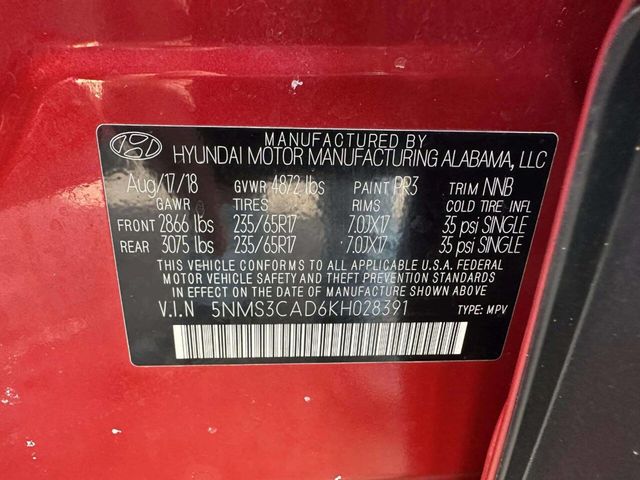 MANUFACTURED BY
HYUNDAI MOTOR MANUFACTURING ALABAMA, LLC
Aug/17/18 GVWR 4872 lbs PAINT PR3 TRIM NNB
GAWR TIRES RIMS COLD TIRE INFL
FRONT 2866 lbs 235/65R17 7.0JX17 35 psi SINGLE
REAR 3075 lbs 235/65R17 7.0JX17 35 psi SINGLE
THIS VEHICLE CONFORMS TO ALL APPLICABLE U.S.A. FEDERAL
MOTOR VEHICLE SAFETY AND THEFT PREVENTION STANDARDS
IN EFFECT ON THE DATE OF MANUFACTURE SHOWN ABOVE
V.I.N 5NMS3CAD6KH028391 TYPE: MPV